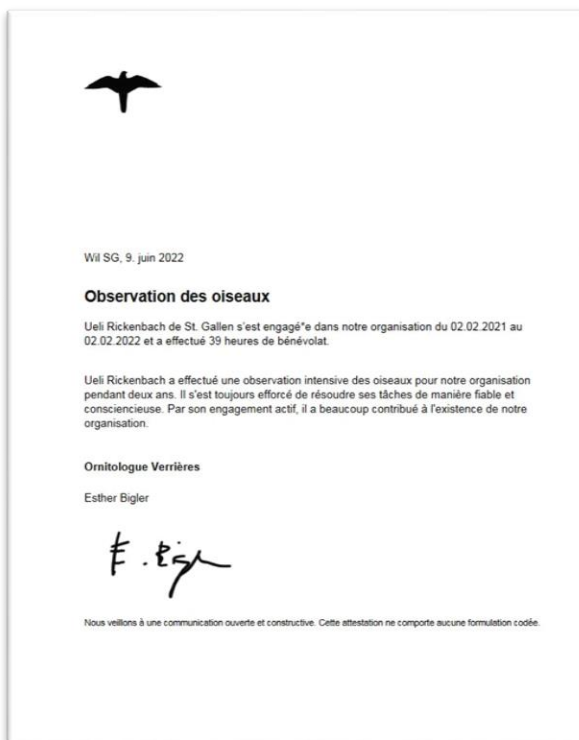 Wil SG, 9. juin 2022
Observation des oiseaux
Ueli Rickenbach de St. Gallen s'est engagé*e dans notre organisation du 02.02.2021 au
02.02.2022 et a effectué 39 heures de bénévolat.
Ueli Rickenbach a effectué une observation intensive des oiseaux pour notre organisation
pendant deux ans. Il s'est toujours efforcé de résoudre ses tâches de manière fiable et
consciencieuse. Par son engagement actif, il a beaucoup contribué à l'existence de notre
organisation.
Ornitologue Verrières
Esther Bigler
E. Bigler
Nous veillons à une communication ouverte et constructive. Cette attestation ne comporte aucune formulation codée.